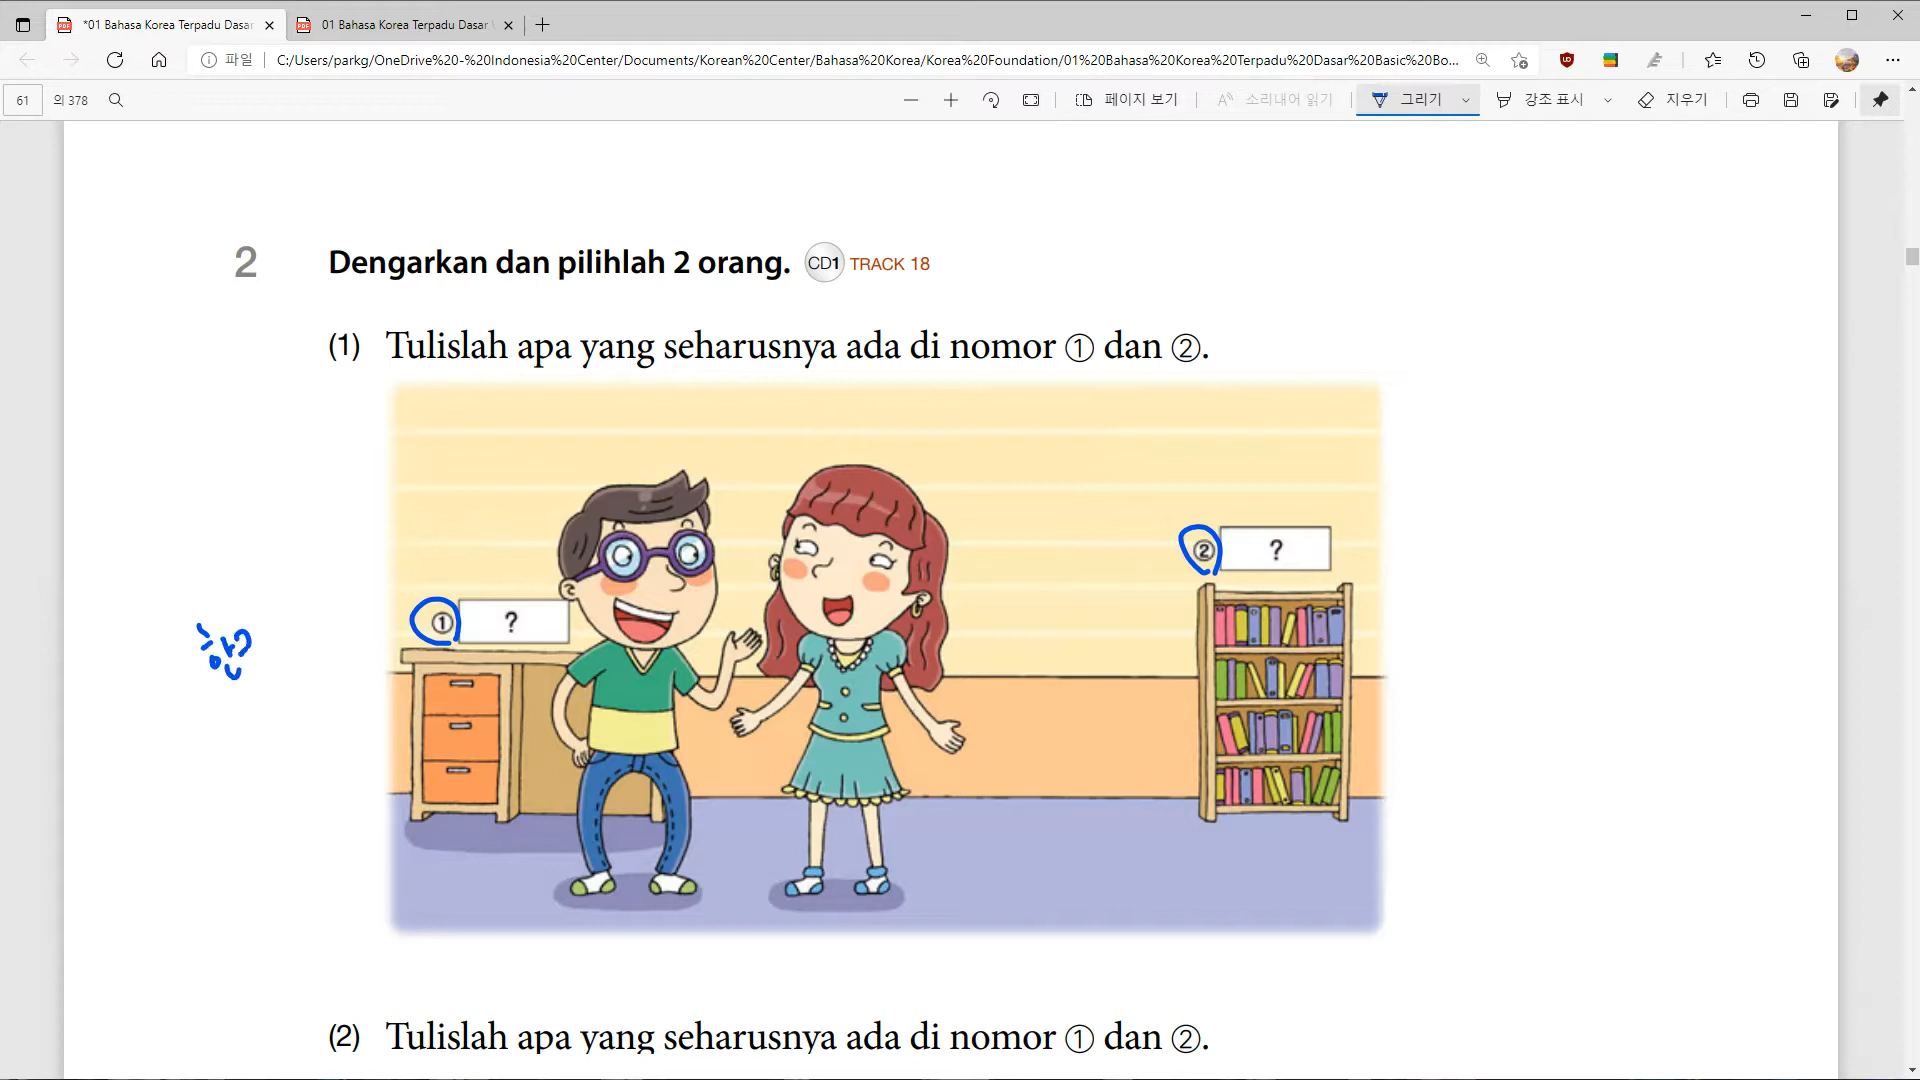 *01 Bahasa Korea Terpadu Dasar
01 Bahasa Korea Terpadu Dasar
파일
C:/Users/parkg/OneDrive%20-%20Indonesia%20Center/Documents/Korean%20Center/Bahasa%20Korea/Korea%20Foundation/01%20Bahasa%20Korea%20Terpadu%20Dasar%20Basic%20Bo...
61 의 378
페이지 보기
소리내어 읽기
그리기
강조 표시
지우기
2 Dengarkan dan pilihlah 2 orang. CD1 TRACK 18
(1) Tulislah apa yang seharusnya ada di nomor ① dan ②.
② ?
① ?
(2) Tulislah apa yang seharusnya ada di nomor ① dan ②.